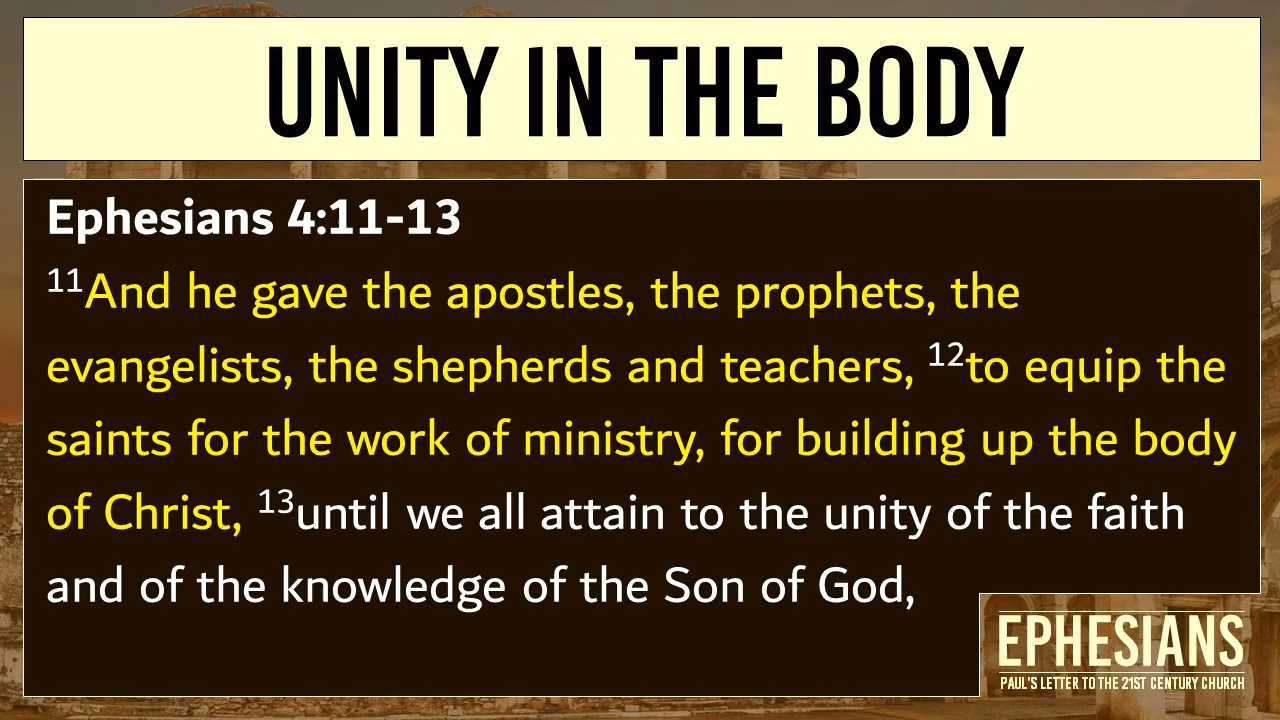 UNITY IN THE BODY
Ephesians 4:11-13
11And he gave the apostles, the prophets, the
evangelists, the shepherds and teachers, 12to equip the
saints for the work of ministry, for building up the body
of Christ, 13until we all attain to the unity of the faith
and of the knowledge of the Son of God,
EPHESIANS
PAUL'S LETTER TO THE 21ST CENTURY CHURCH